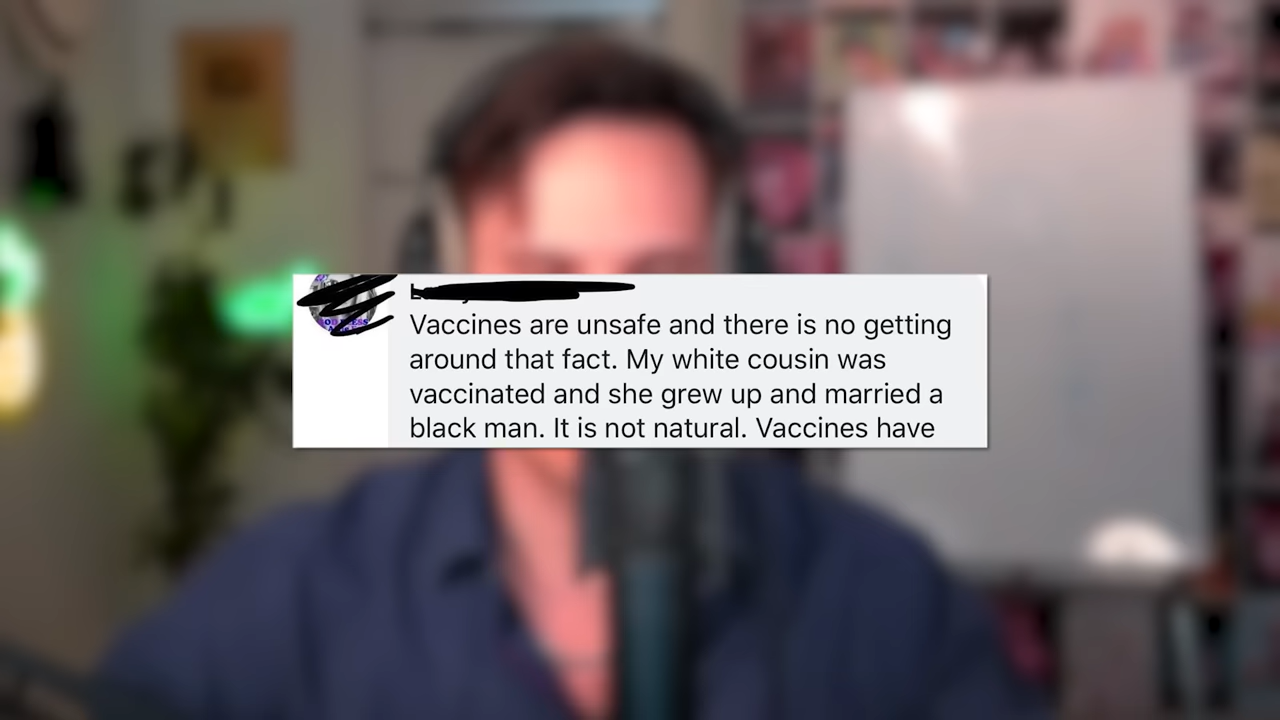 Vaccines are unsafe and there is no getting
around that fact. My white cousin was
vaccinated and she grew up and married a
black man. It is not natural. Vaccines have